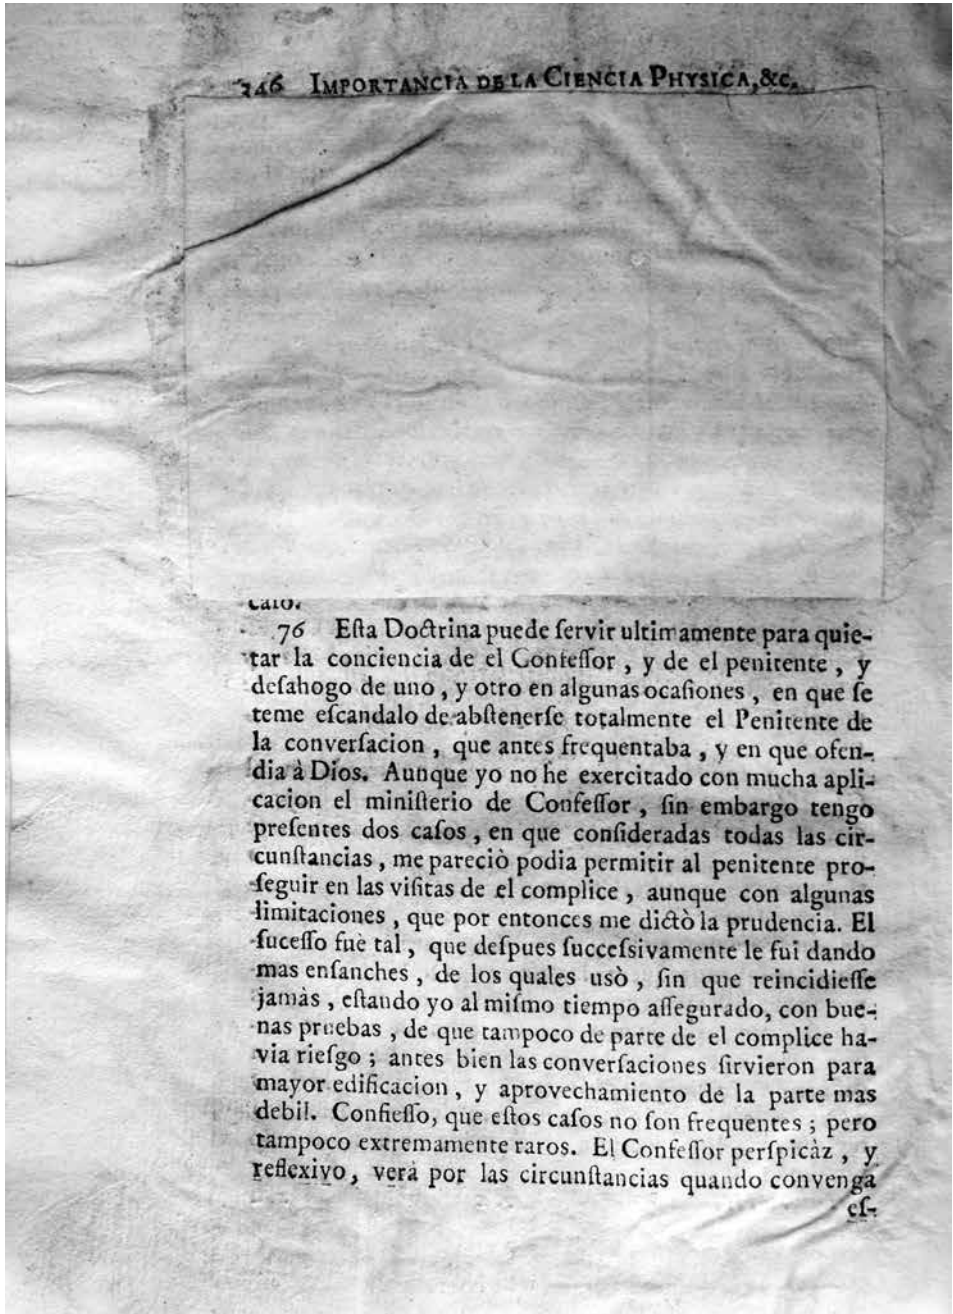 346 IMPORTANCIA DE LA CIENCIA PHYSICA, &c.
caſo.
76 Eſta Doctrina puede ſervir ultimamente para quie-
tar la conciencia de el Confeſſor, y de el penitente, y
deſahogo de uno, y otro en algunas ocaſiones, en que ſe
teme eſcandalo de abſtenerſe totalmente el Penitente de
la converſacion, que antes frequentaba, y en que ofen-
dia à Dios. Aunque yo no he exercitado con mucha apli-
cacion el miniſterio de Confeſſor, ſin embargo tengo
preſentes dos caſos, en que conſideradas todas las cir-
cunſtancias, me pareciò podia permitir al penitente pro-
ſeguir en las viſitas de el complice, aunque con algunas
limitaciones, que por entonces me dictò la prudencia. El
ſuceſſo fuè tal, que deſpues ſucceſsivamente le fui dando
mas enſanches, de los quales usò, ſin que reincidieſſe
jamàs, eſtando yo al miſmo tiempo aſſegurado, con bue-
nas pruebas, de que tampoco de parte de el complice ha-
via rieſgo; antes bien las converſaciones ſirvieron para
mayor edificacion, y aprovechamiento de la parte mas
debil. Confieſſo, que eſtos caſos no ſon frequentes; pero
tampoco extremamente raros. El Confeſſor perſpicàz, y
reflexivo, verà por las circunſtancias quando convenga
eſ-